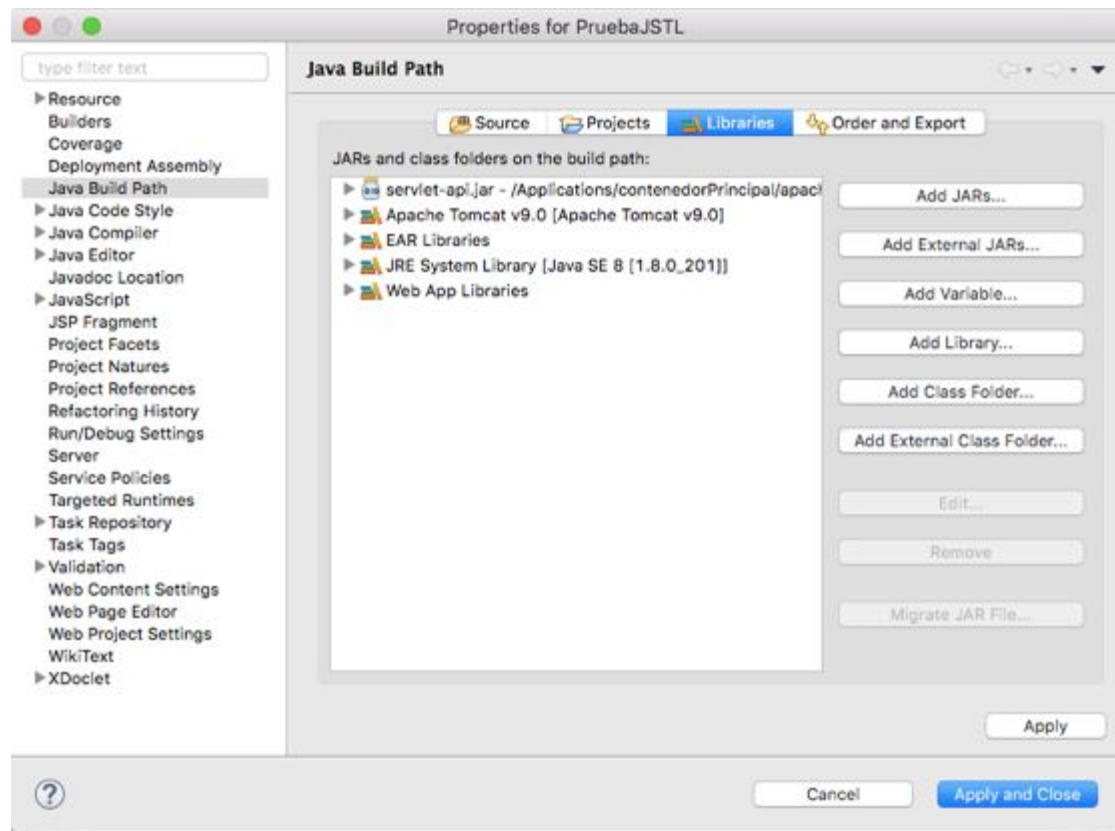 Properties for PruebaJSTL
type filter text
Resource
Builders
Coverage
Deployment Assembly
Java Build Path
Java Code Style
Java Compiler
Java Editor
Javadoc Location
JavaScript
JSP Fragment
Project Facets
Project Natures
Project References
Refactoring History
Run/Debug Settings
Server
Service Policies
Targeted Runtimes
Task Repository
Task Tags
Validation
Web Content Settings
Web Page Editor
Web Project Settings
WikiText
XDoclet
Java Build Path
Source Projects Libraries Order and Export
JARs and class folders on the build path:
servlet-api.jar - /Applications/contenedorPrincipal/apach
Apache Tomcat v9.0 [Apache Tomcat v9.0]
EAR Libraries
JRE System Library [Java SE 8 [1.8.0_201]]
Web App Libraries
Add JARs...
Add External JARs...
Add Variable...
Add Library...
Add Class Folder...
Add External Class Folder...
Edit...
Remove
Migrate JAR File...
Apply
?
Cancel
Apply and Close